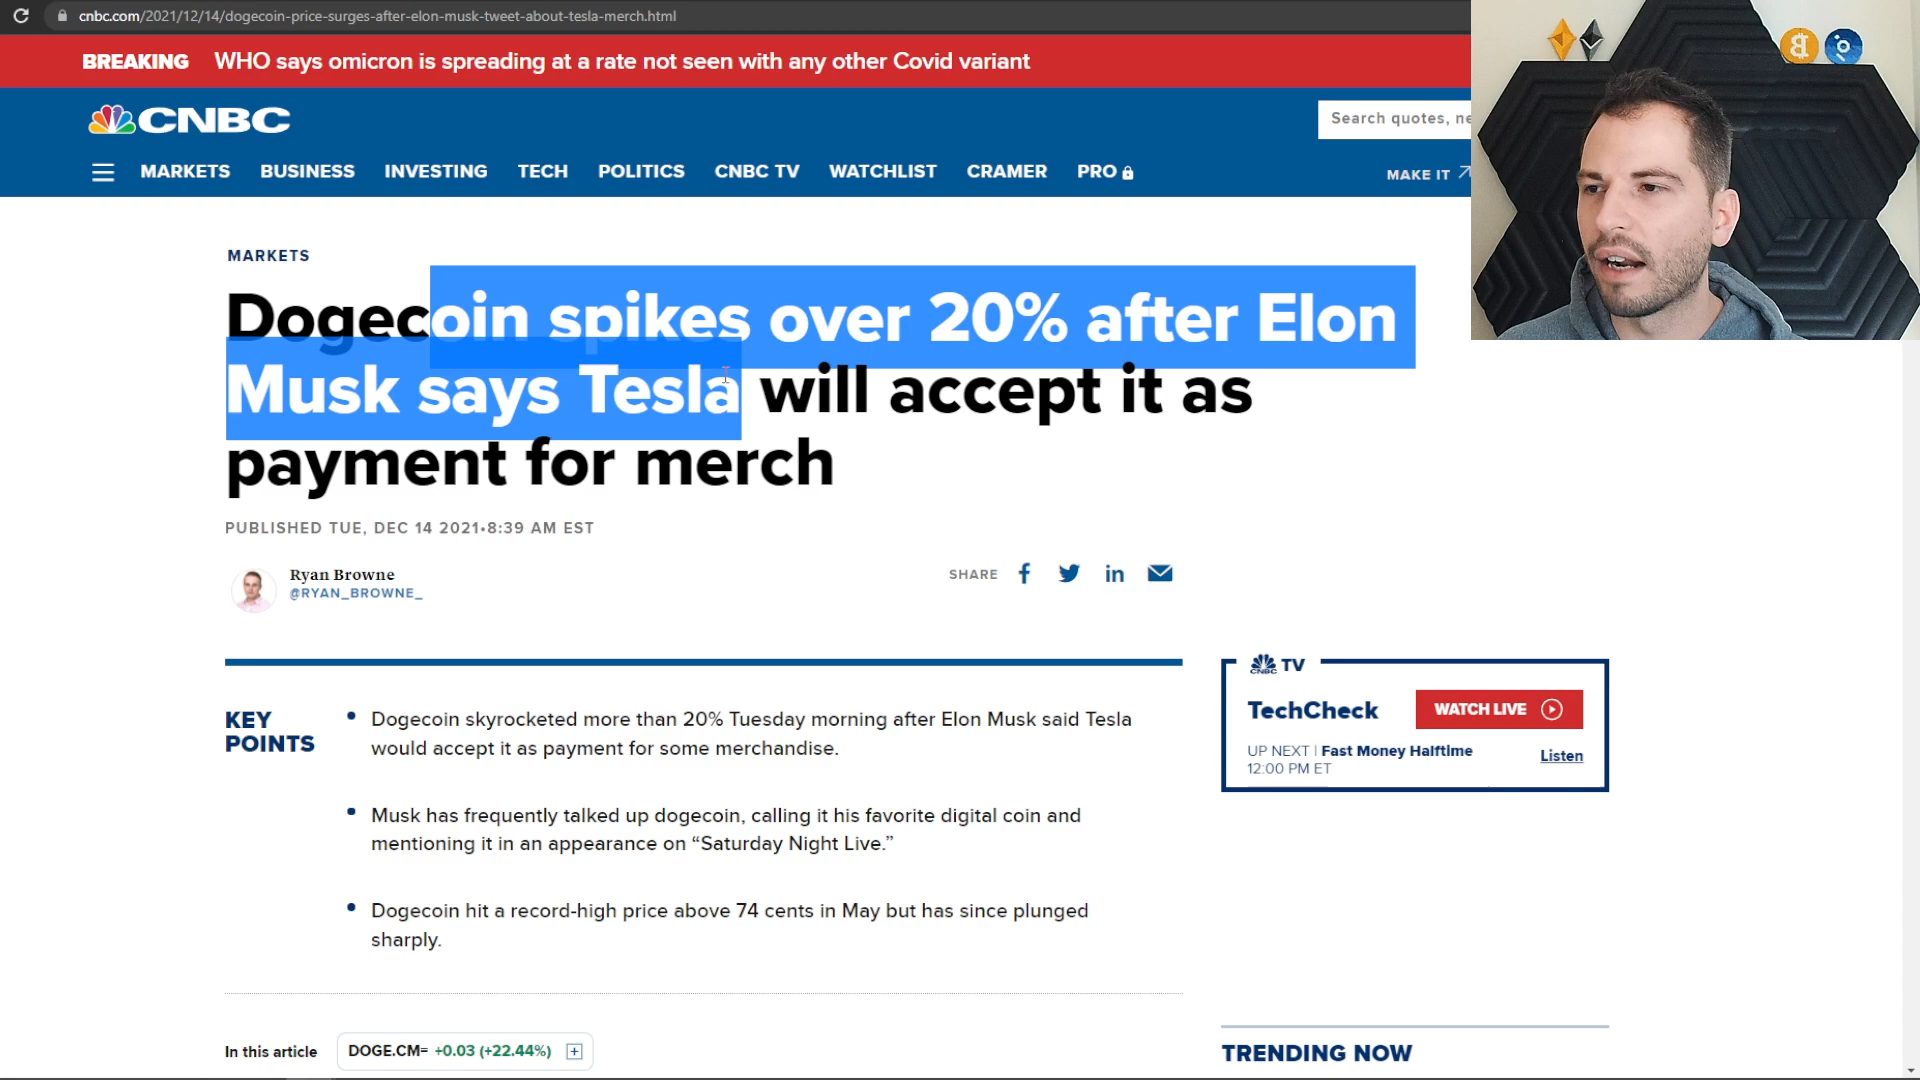 cnbc.com/2021/12/14/dogecoin-price-surges-after-elon-musk-tweet-about-tesla-merch.html
BREAKING WHO says omicron is spreading at a rate not seen with any other Covid variant
CNBC
Search quotes, ne
MARKETS BUSINESS INVESTING TECH POLITICS CNBC TV WATCHLIST CRAMER PRO MAKE IT
MARKETS
Dogecoin spikes over 20% after Elon
Musk says Tesla will accept it as
payment for merch
PUBLISHED TUE, DEC 14 2021•8:39 AM EST
Ryan Browne
@RYAN_BROWNE_
SHARE
KEY
POINTS
• Dogecoin skyrocketed more than 20% Tuesday morning after Elon Musk said Tesla
would accept it as payment for some merchandise.
• Musk has frequently talked up dogecoin, calling it his favorite digital coin and
mentioning it in an appearance on “Saturday Night Live.”
• Dogecoin hit a record-high price above 74 cents in May but has since plunged
sharply.
In this article DOGE.CM= +0.03 (+22.44%) +
CNBC TV
TechCheck WATCH LIVE
UP NEXT | Fast Money Halftime
12:00 PM ET
Listen
TRENDING NOW